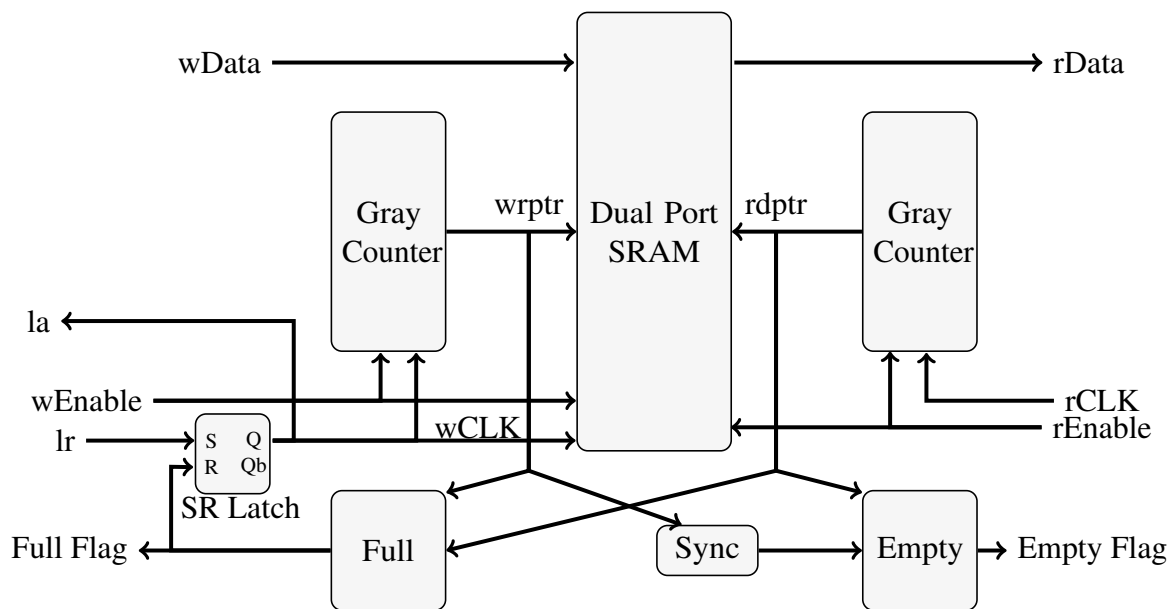 wData
rData
Gray
Counter
wrptr
Dual Port
SRAM
rdptr
Gray
Counter
la
wEnable
rCLK
lr
S
Q
wCLK
rEnable
R
Qb
SR Latch
Full Flag
Full
Sync
Empty
Empty Flag